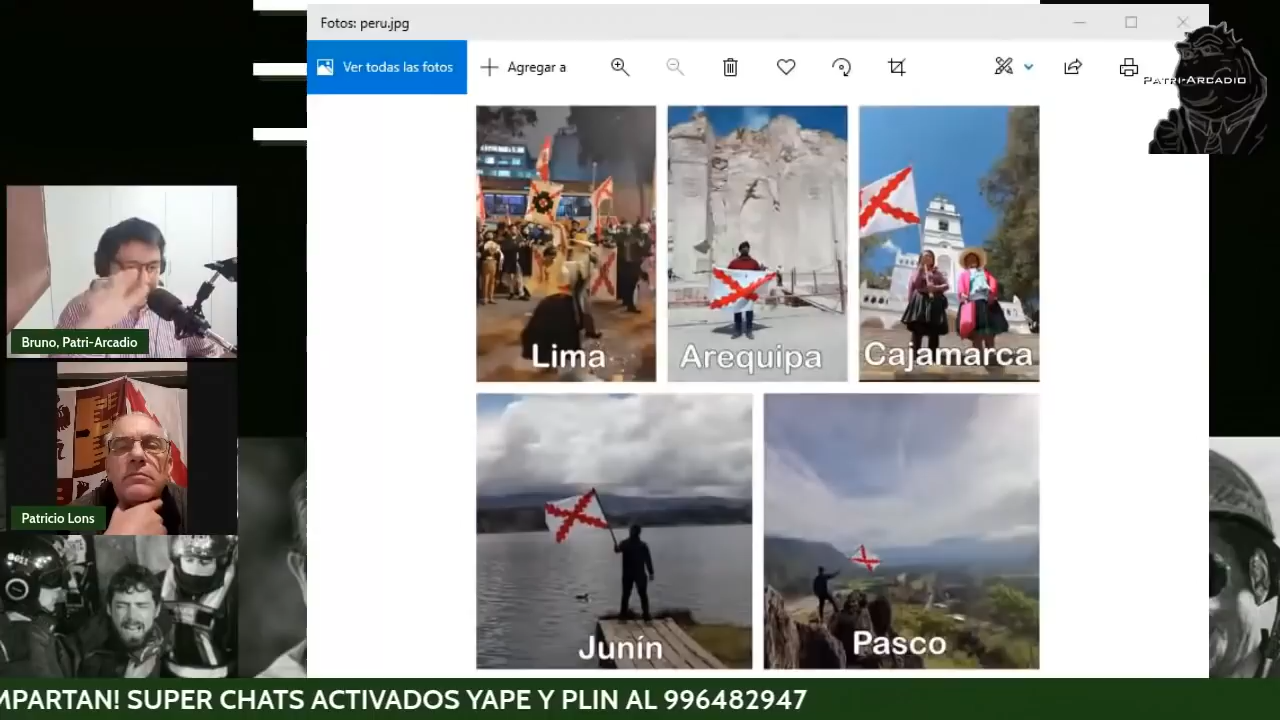 Fotos: peru.jpg
Ver todas las fotos
Agregar a
PATRI-ARCADIO
Bruno, Patri-Arcadio
Patricio Lons
Lima
Arequipa
Cajamarca
Junín
Pasco
MPARTAN! SUPER CHATS ACTIVADOS YAPE Y PLIN AL 996482947